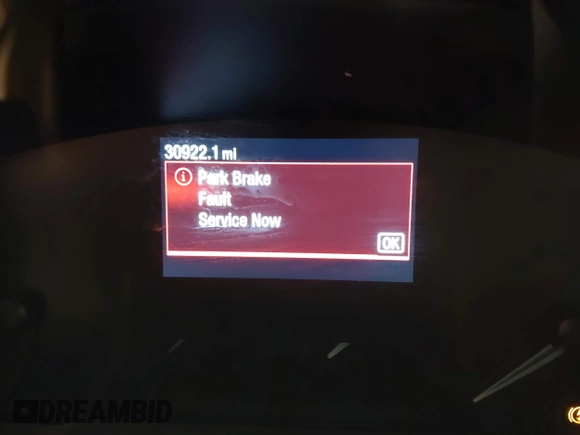 30922.1 mi
Park Brake
Fault
Service Now
OK
DREAMBID